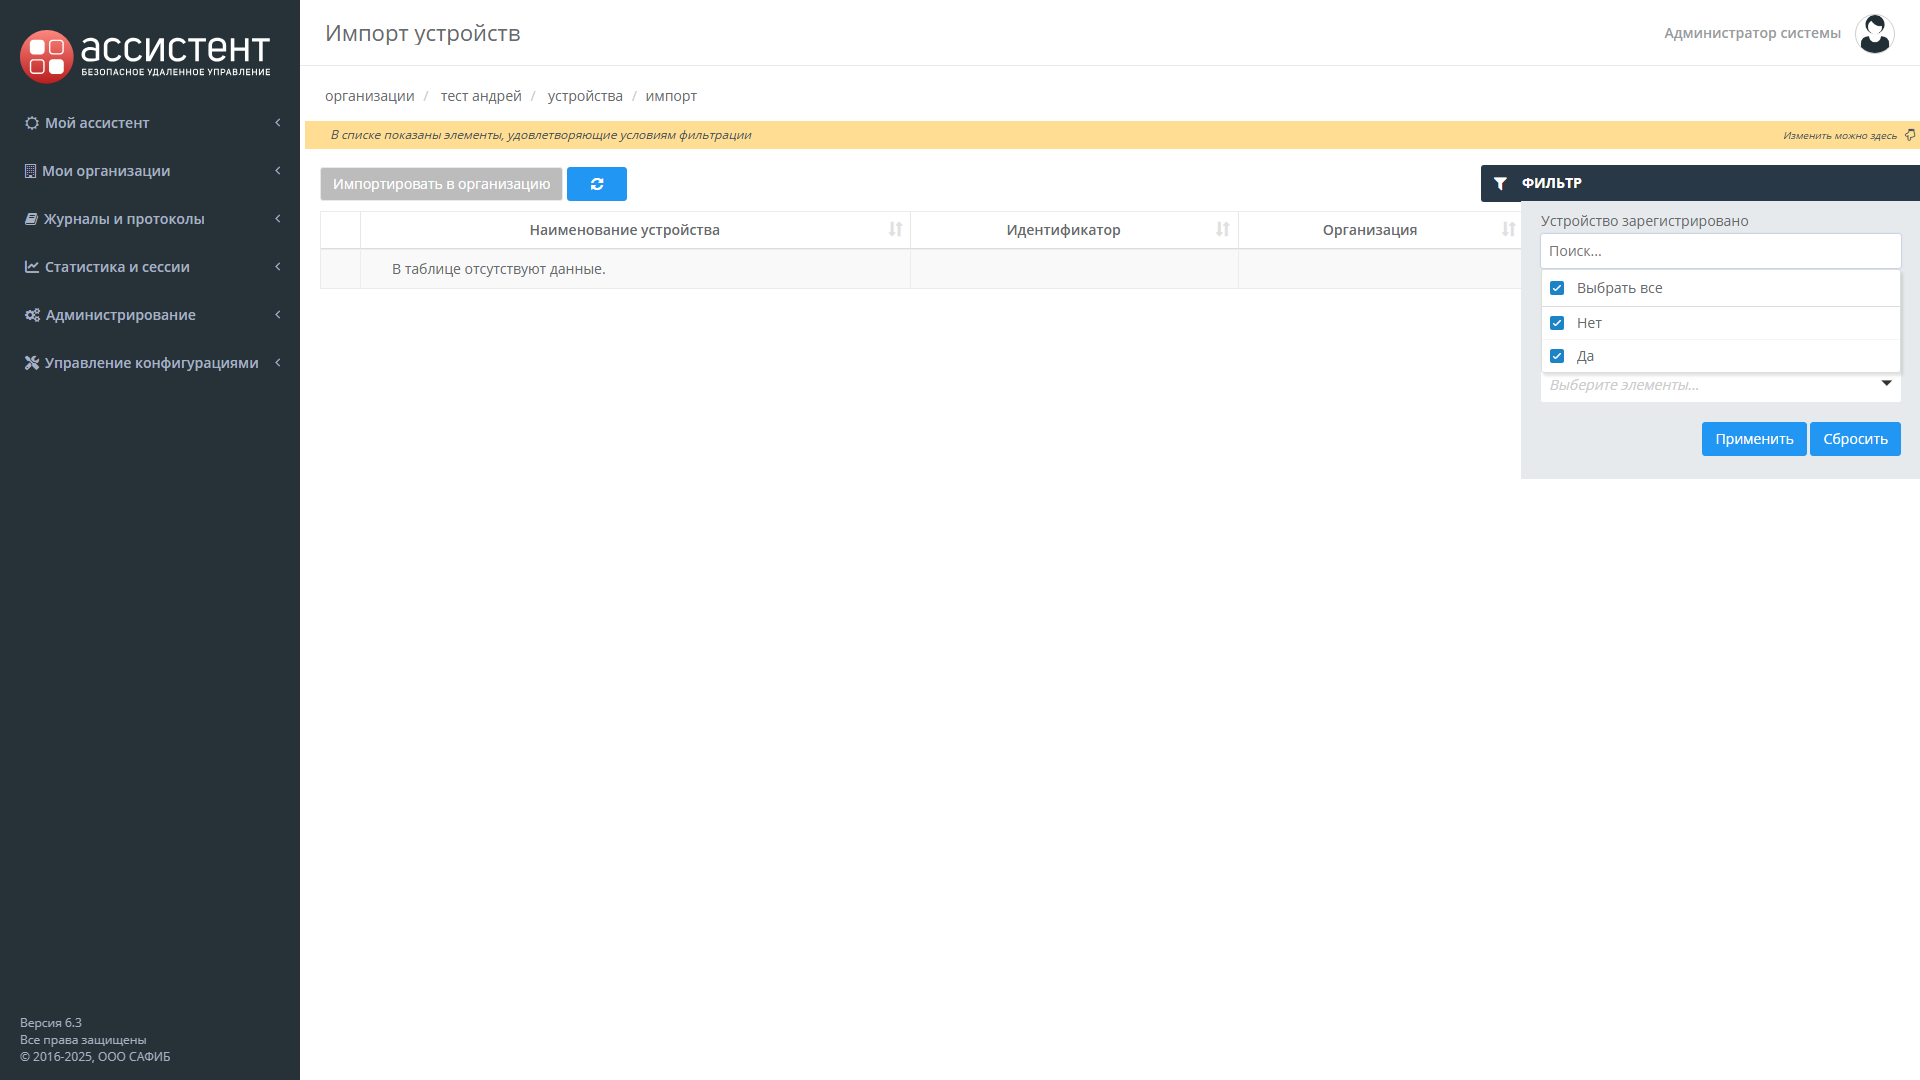 ассистент
БЕЗОПАСНОЕ УДАЛЕННОЕ УПРАВЛЕНИЕ
Мой ассистент
Мои организации
Журналы и протоколы
Статистика и сессии
Администрирование
Управление конфигурациями
Версия 6.3
Все права защищены
© 2016-2025, ООО САФИБ
Импорт устройств
Администратор системы
организации / тест андрей / устройства / импорт
В списке показаны элементы, удовлетворяющие условиям фильтрации
Изменить можно здесь
Импортировать в организацию
Наименование устройства
Идентификатор
Организация
В таблице отсутствуют данные.
ФИЛЬТР
Устройство зарегистрировано
Поиск...
Выбрать все
Нет
Да
Выберите элементы...
Применить
Сбросить